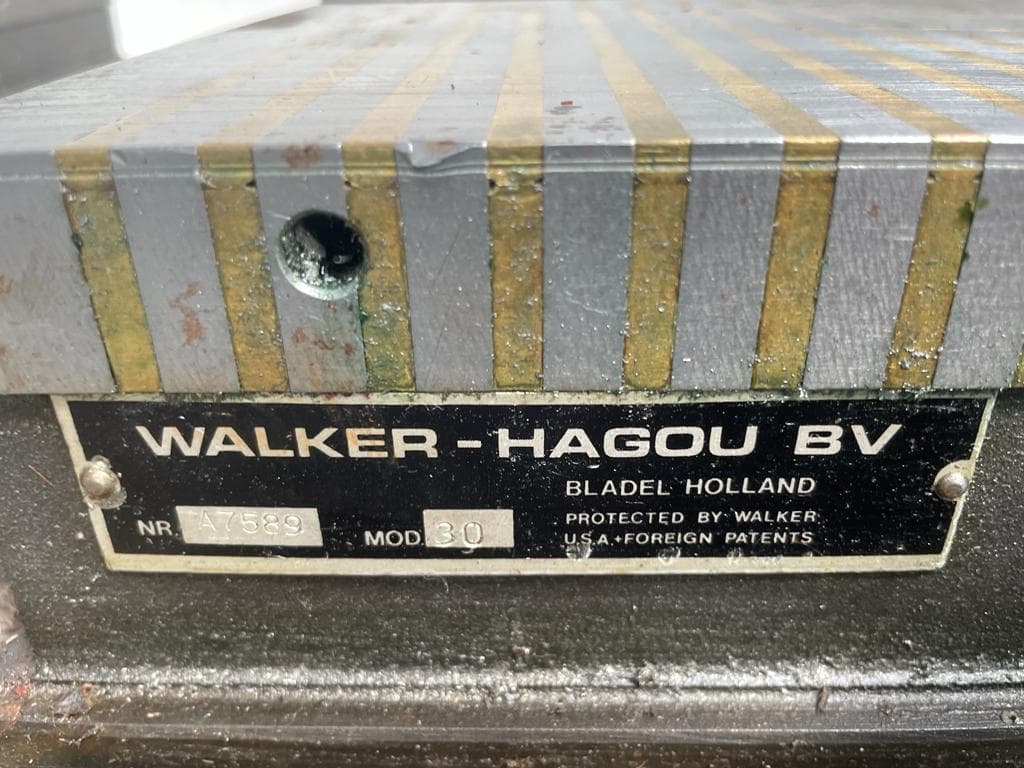 WALKER - HAGOU BV
BLADEL HOLLAND
NR. A7589 MOD. 30 PROTECTED BY WALKER
U.S.A.+FOREIGN PATENTS